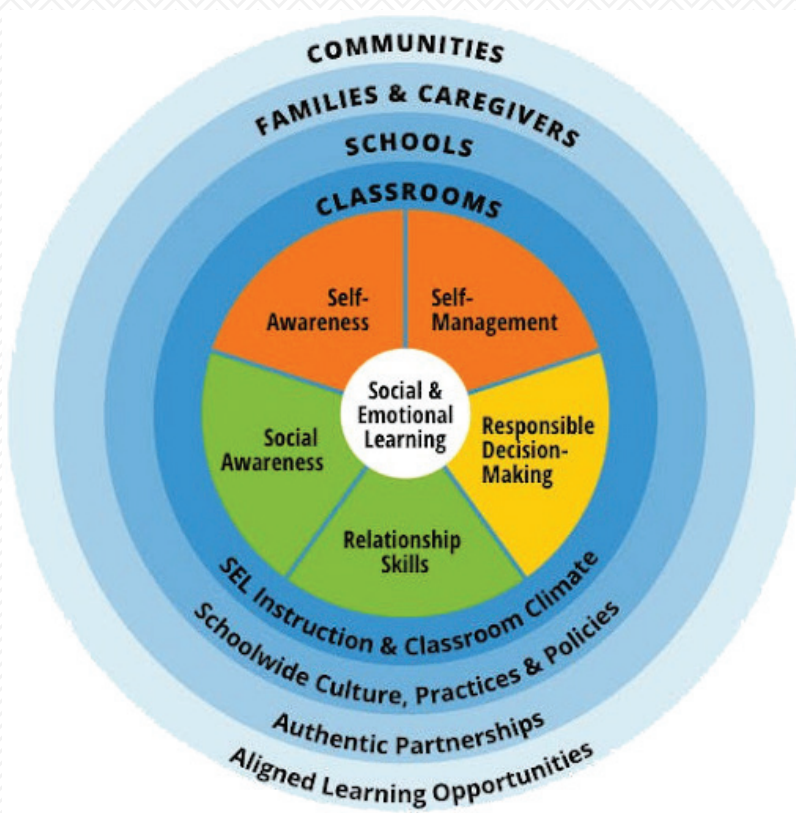 COMMUNITIES
FAMILIES & CAREGIVERS
SCHOOLS
CLASSROOMS
Self-
Awareness
Self-
Management
Social &
Emotional
Learning
Social
Awareness
Responsible
Decision-
Making
Relationship
Skills
SEL Instruction & Classroom Climate
Schoolwide Culture, Practices & Policies
Authentic Partnerships
Aligned Learning Opportunities